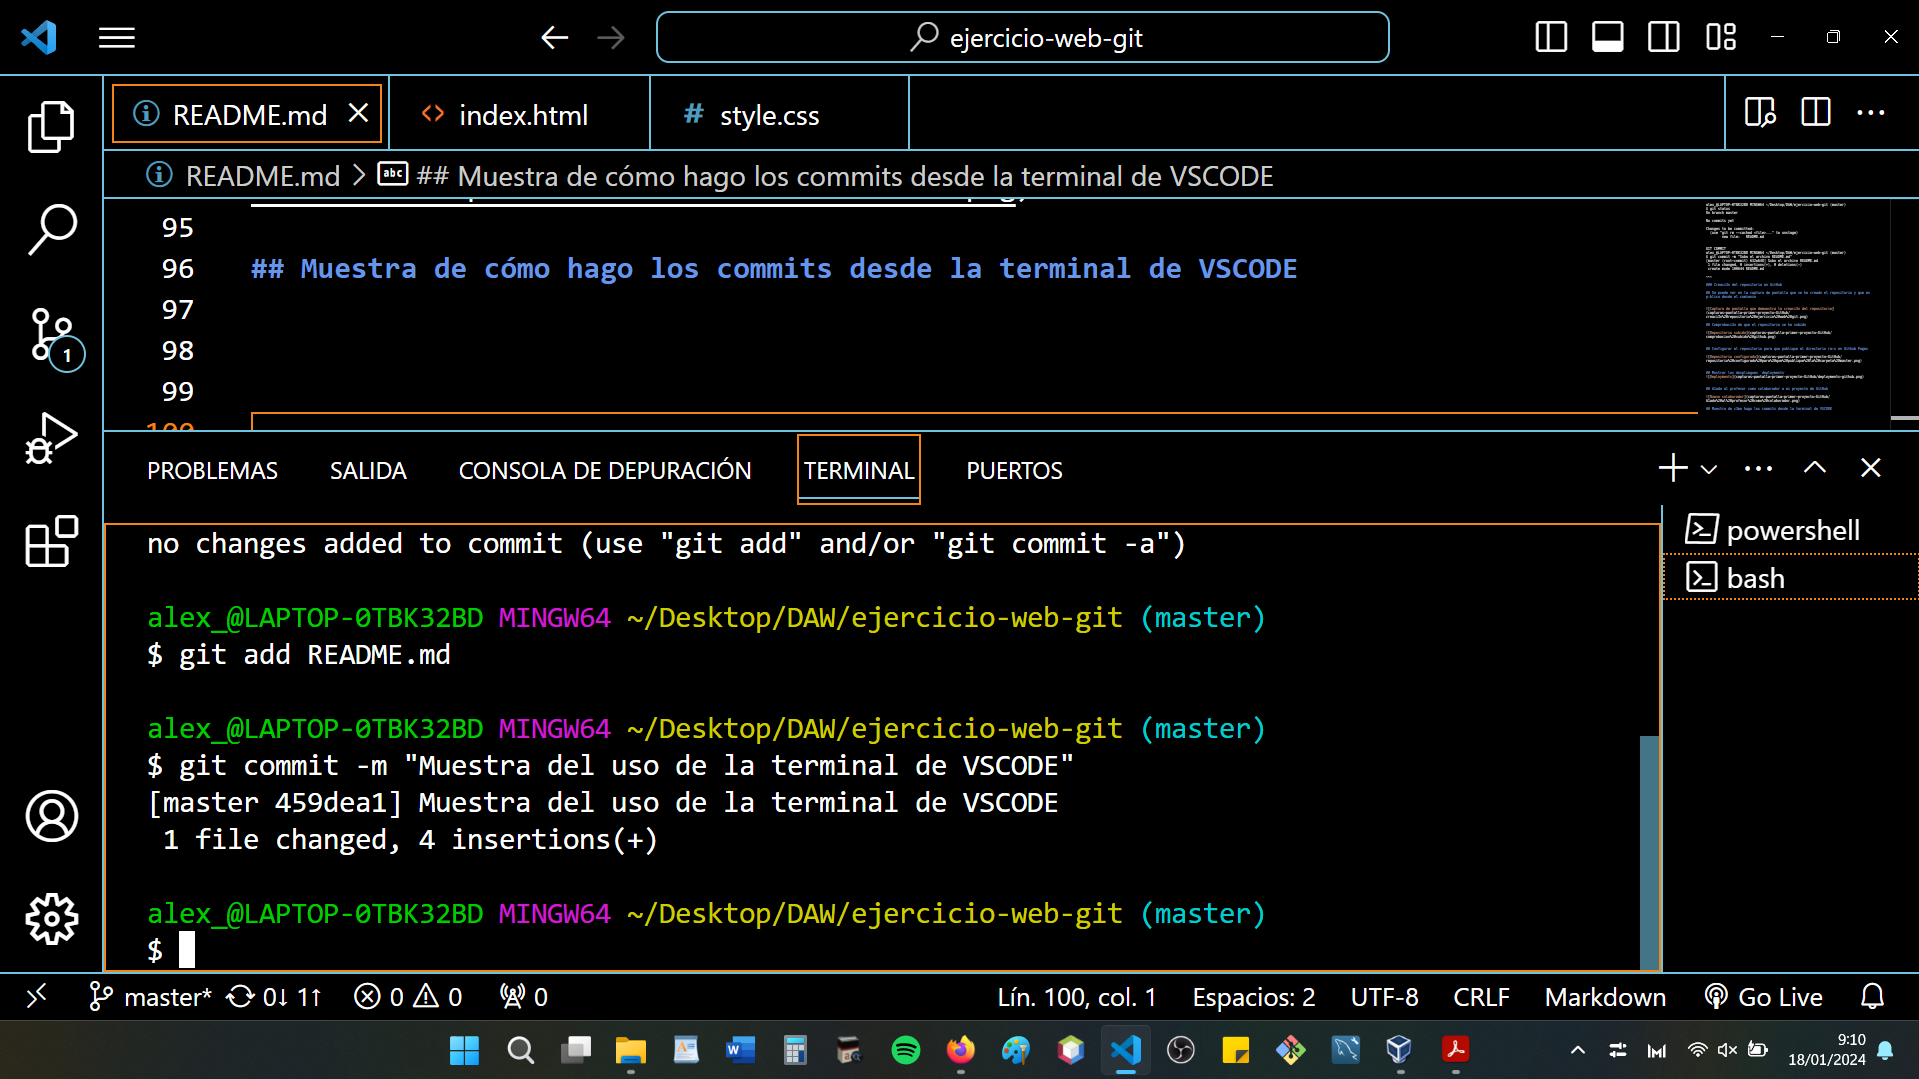 ejercicio-web-git
README.md
index.html
# style.css
README.md > abc ## Muestra de cómo hago los commits desde la terminal de VSCODE
95
96 ## Muestra de cómo hago los commits desde la terminal de VSCODE
97
98
99
100
PROBLEMAS SALIDA CONSOLA DE DEPURACIÓN TERMINAL PUERTOS
no changes added to commit (use "git add" and/or "git commit -a")
alex_@LAPTOP-0TBK32BD MINGW64 ~/Desktop/DAW/ejercicio-web-git (master)
$ git add README.md
alex_@LAPTOP-0TBK32BD MINGW64 ~/Desktop/DAW/ejercicio-web-git (master)
$ git commit -m "Muestra del uso de la terminal de VSCODE"
[master 459dea1] Muestra del uso de la terminal de VSCODE
1 file changed, 4 insertions(+)
alex_@LAPTOP-0TBK32BD MINGW64 ~/Desktop/DAW/ejercicio-web-git (master)
$
powershell
bash
1
master* 0↓ 1↑ 0 0 0 Lín. 100, col. 1 Espacios: 2 UTF-8 CRLF Markdown Go Live
9:10
18/01/2024